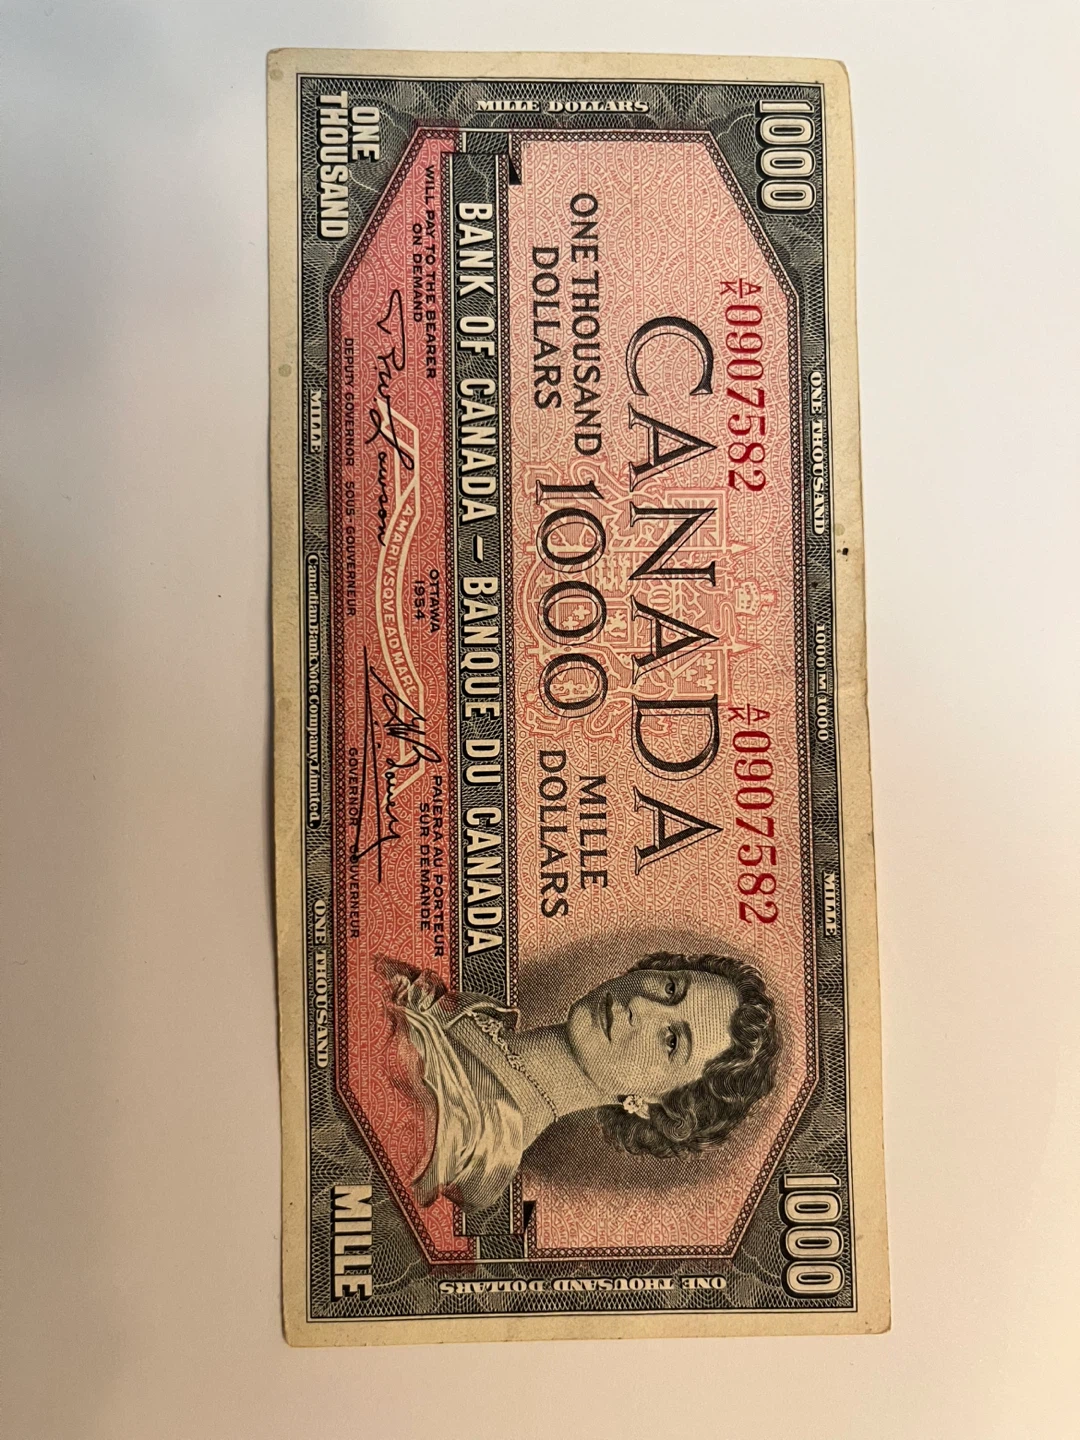 1000
ONE THOUSAND
1000 M 1000
MILLE
1000
A/K 0907582
A/K 0907582
CANADA
ONE THOUSAND
DOLLARS
1000
MILLE
DOLLARS
BANK OF CANADA – BANQUE DU CANADA
WILL PAY TO THE BEARER
ON DEMAND
OTTAWA
1954
PAIERA AU PORTEUR
SUR DEMANDE
A MARI VSQVE AD MARE
DEPUTY GOVERNOR SOUS-GOUVERNEUR
GOVERNOR GOUVERNEUR
MILLE DOLLARS
ONE THOUSAND DOLLARS
ONE
THOUSAND
MILLE
Canadian Bank Note Company, Limited.
ONE THOUSAND
MILLE